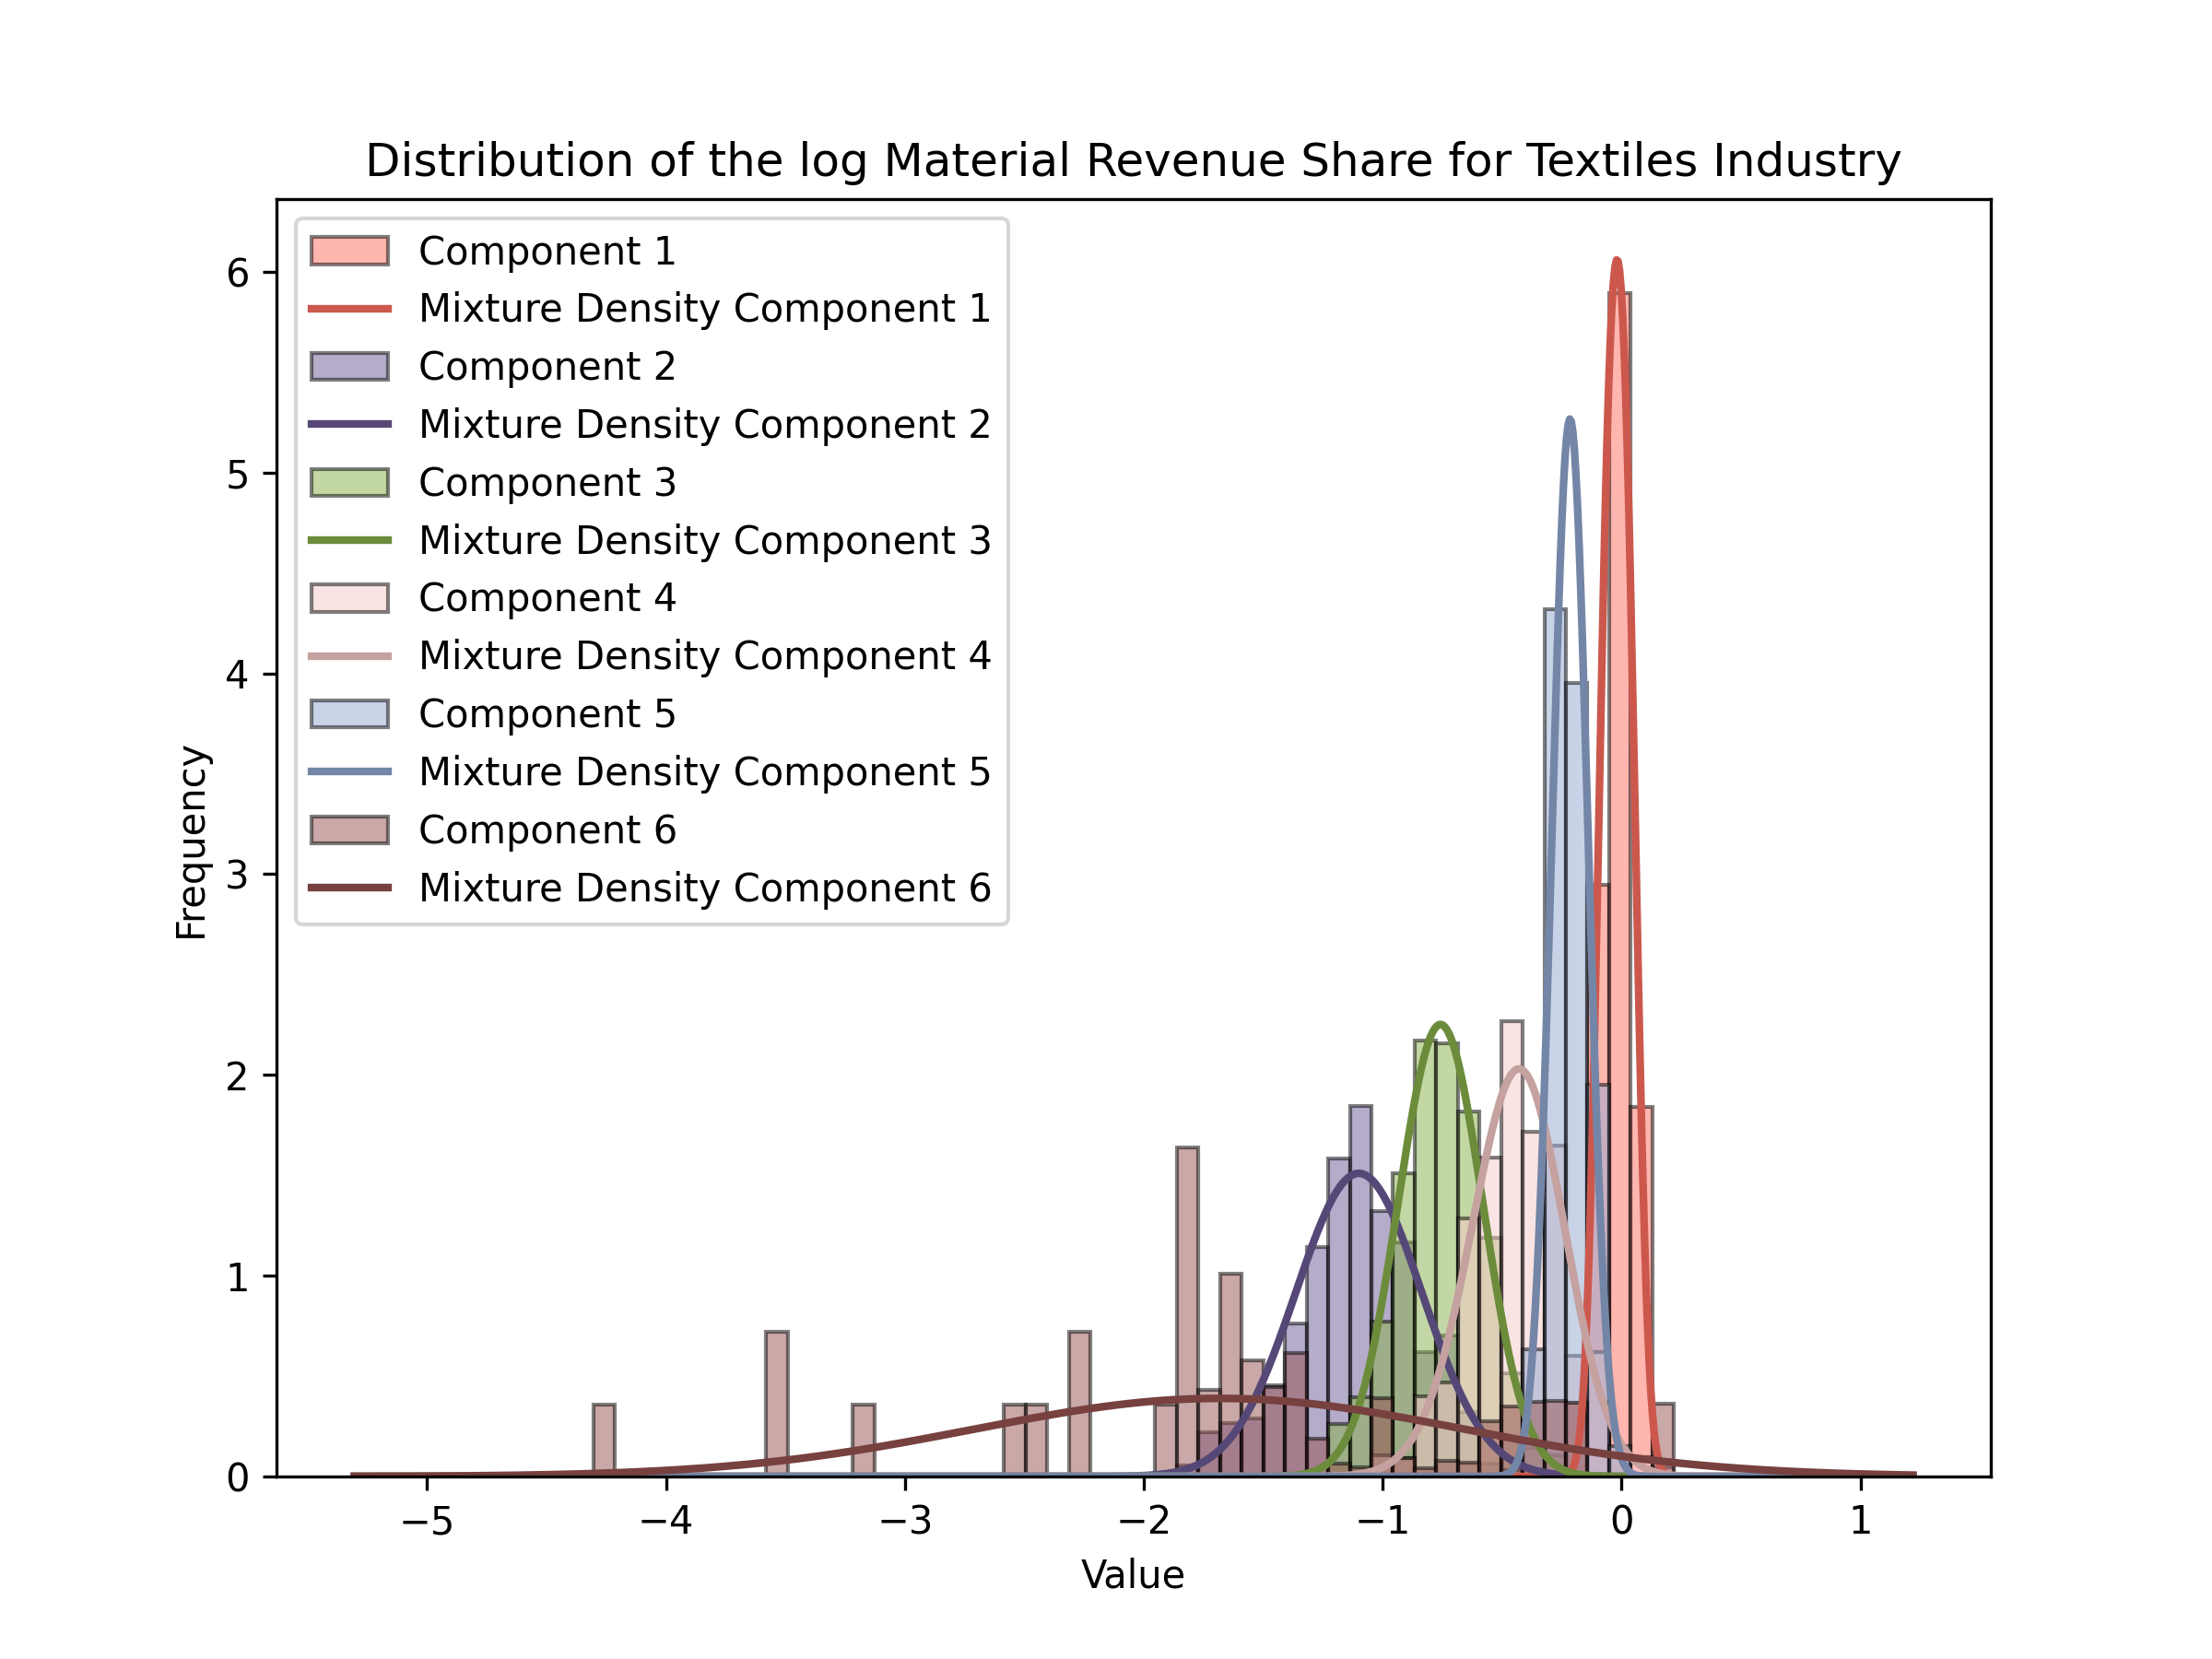 Distribution of the log Material Revenue Share for Textiles Industry
Component 1
Mixture Density Component 1
Component 2
Mixture Density Component 2
Component 3
Mixture Density Component 3
Component 4
Mixture Density Component 4
Component 5
Mixture Density Component 5
Component 6
Mixture Density Component 6
Frequency
6
5
4
3
2
1
0
−5 −4 −3 −2 −1 0 1
Value